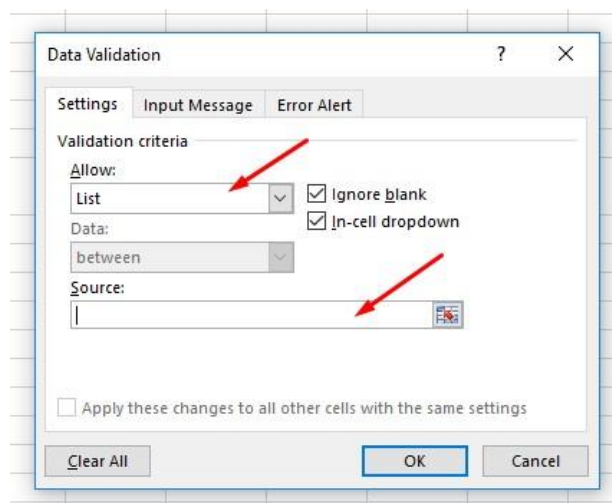 Data Validation ? X
Settings Input Message Error Alert
Validation criteria
Allow:
List
Ignore blank
Data:
In-cell dropdown
between
Source:
Apply these changes to all other cells with the same settings
Clear All OK Cancel